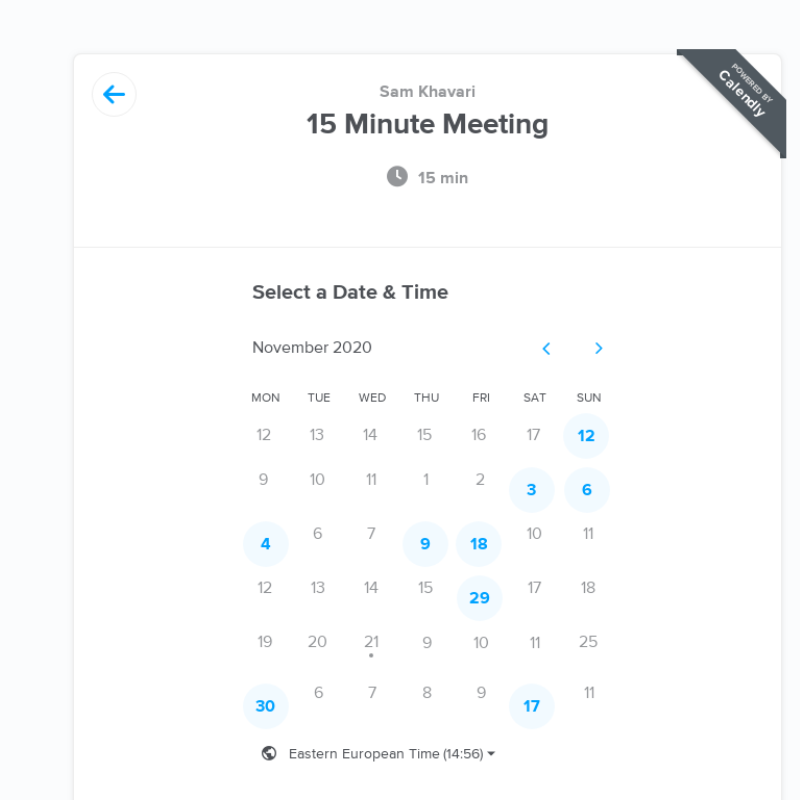 POWERED BY
Calendly
Sam Khavari
15 Minute Meeting
15 min
Select a Date & Time
November 2020
MON TUE WED THU FRI SAT SUN
12 13 14 15 16 17 12
9 10 11 1 2 3 6
4 6 7 9 18 10 11
12 13 14 15 29 17 18
19 20 21 9 10 11 25
30 6 7 8 9 17 11
Eastern European Time (14:56)